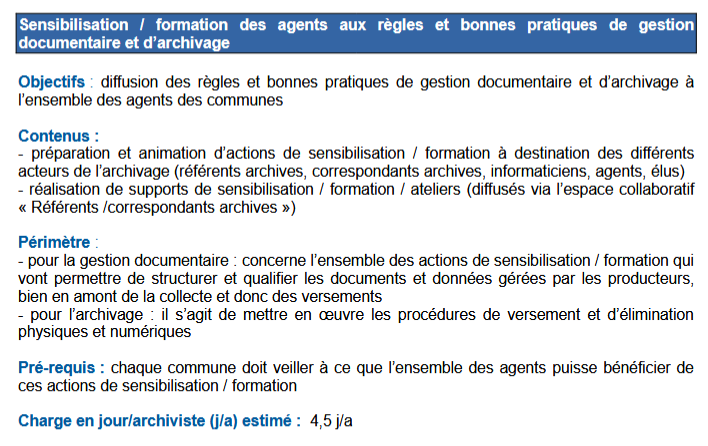 Sensibilisation / formation des agents aux règles et bonnes pratiques de gestion
documentaire et d'archivage
Objectifs : diffusion des règles et bonnes pratiques de gestion documentaire et d'archivage à
l'ensemble des agents des communes
Contenus :
- préparation et animation d'actions de sensibilisation / formation à destination des différents
acteurs de l'archivage (référents archives, correspondants archives, informaticiens, agents, élus)
- réalisation de supports de sensibilisation / formation / ateliers (diffusés via l'espace collaboratif
« Référents /correspondants archives »)
Périmètre :
- pour la gestion documentaire : concerne l'ensemble des actions de sensibilisation / formation qui
vont permettre de structurer et qualifier les documents et données gérées par les producteurs,
bien en amont de la collecte et donc des versements
- pour l'archivage : il s'agit de mettre en œuvre les procédures de versement et d'élimination
physiques et numériques
Pré-requis : chaque commune doit veiller à ce que l'ensemble des agents puisse bénéficier de
ces actions de sensibilisation / formation
Charge en jour/archiviste (j/a) estimé : 4,5 j/a